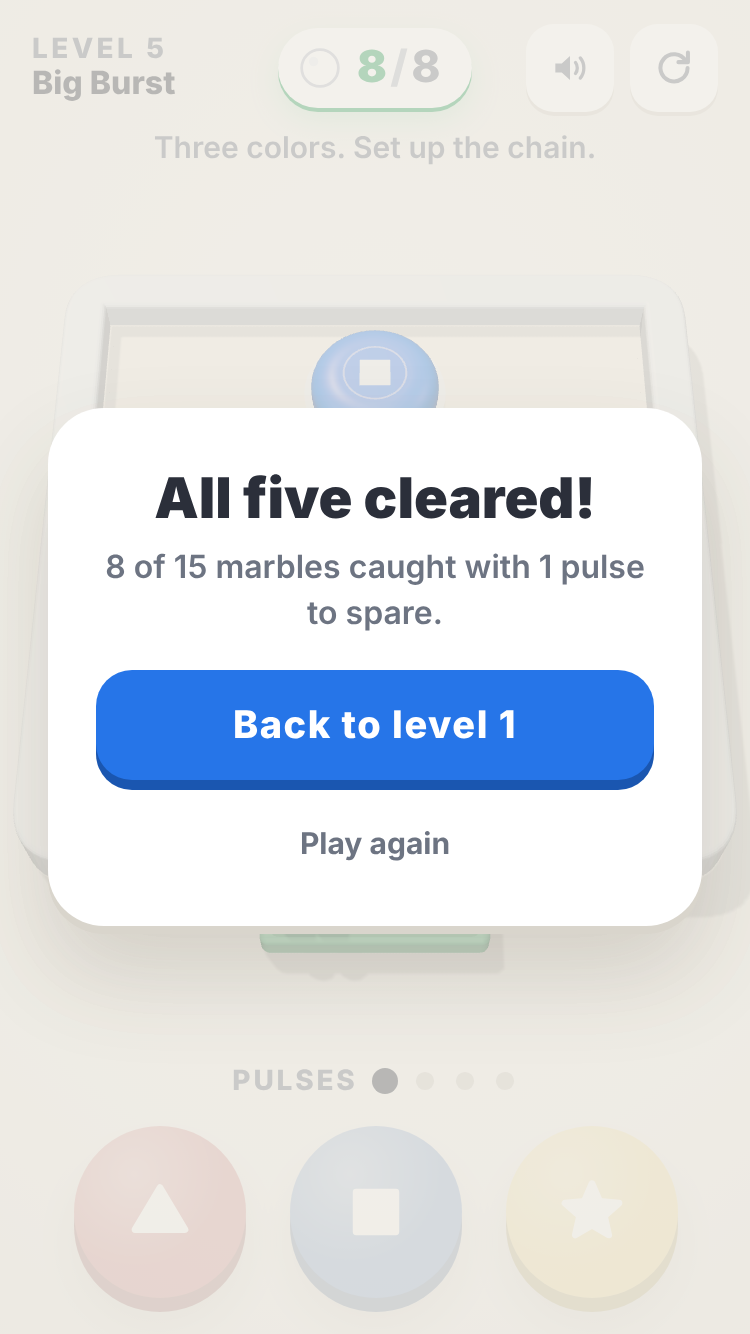 LEVEL 5
Big Burst
8/8
Three colors. Set up the chain.
All five cleared!
8 of 15 marbles caught with 1 pulse
to spare.
Back to level 1
Play again
PULSES